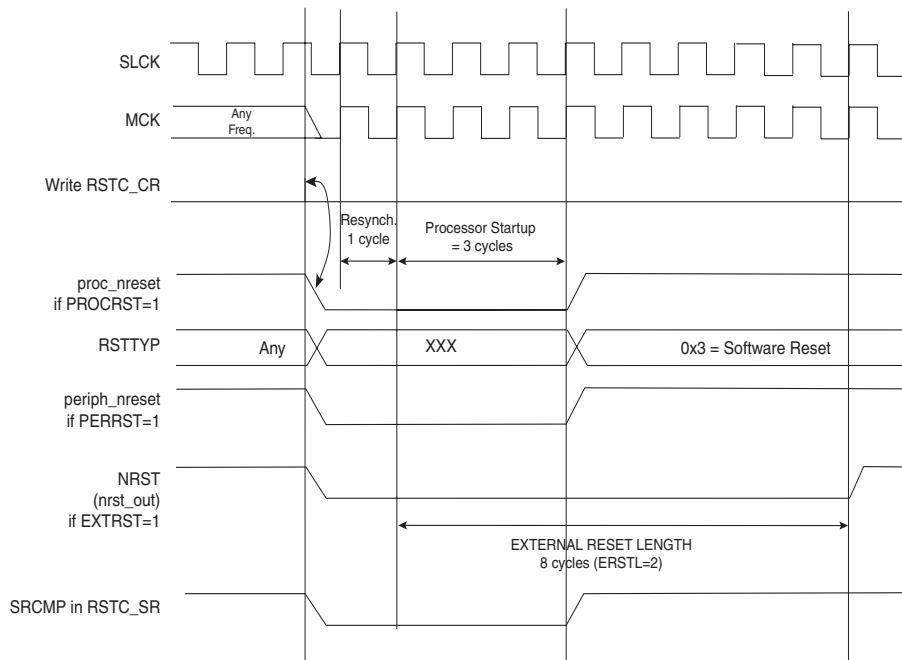 SLCK
MCK
Any
Freq.
Write RSTC_CR
Resynch.
1 cycle
Processor Startup
= 3 cycles
proc_nreset
if PROCRST=1
RSTTYP
Any
XXX
0x3 = Software Reset
periph_nreset
if PERRST=1
NRST
(nrst_out)
if EXTRST=1
EXTERNAL RESET LENGTH
8 cycles (ERSTL=2)
SRCMP in RSTC_SR